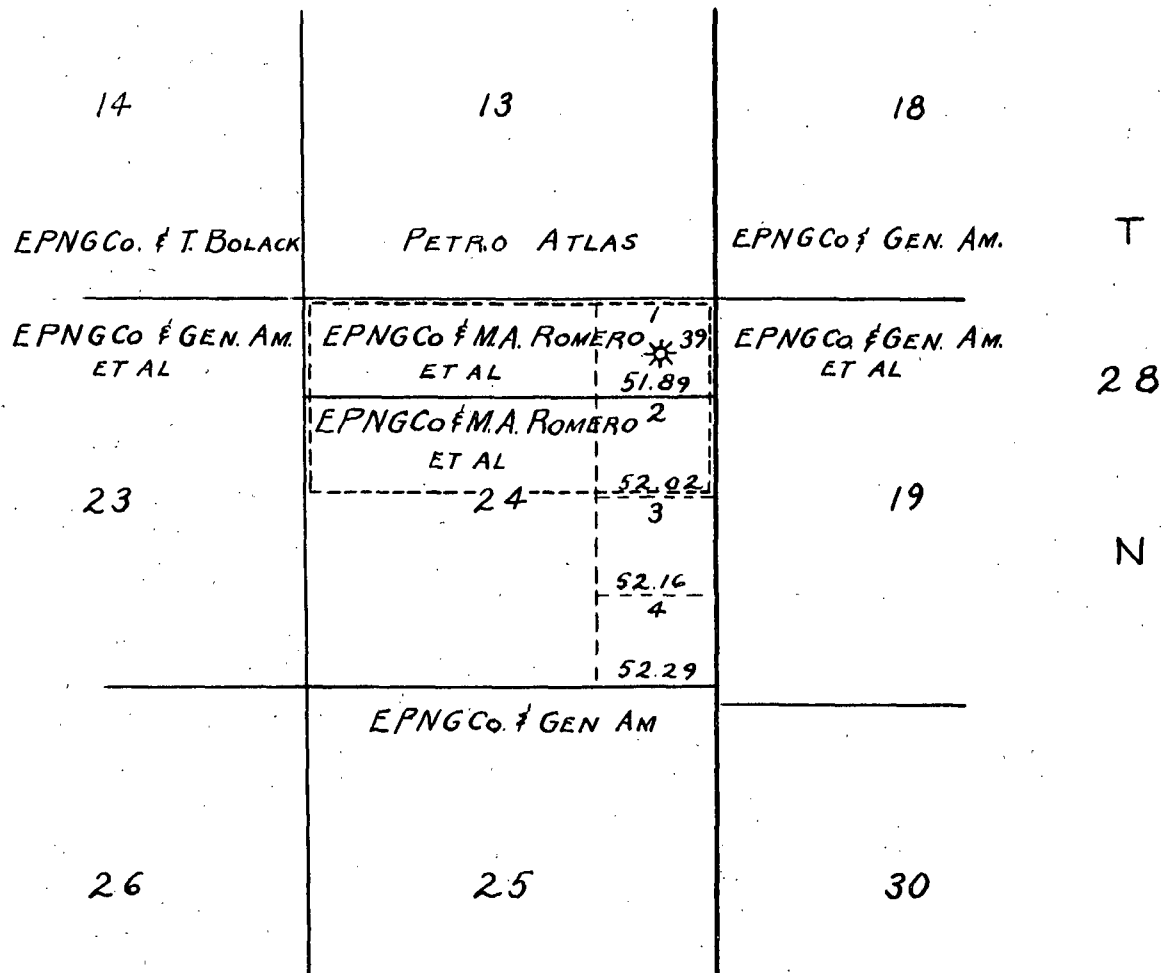 14
13
18
T
EPNGCo. & T. BOLACK
PETRO ATLAS
EPNGCo & GEN. AM.
EPNGCo & GEN. AM.
ET AL
EPNGCo & M.A. ROMERO
ET AL
1
39
51.89
EPNGCo. & GEN. AM.
ET AL
28
EPNGCo & M.A. ROMERO
ET AL
2
52.02
23
24
3
19
N
52.16
4
52.29
EPNGCo. & GEN AM
26
25
30